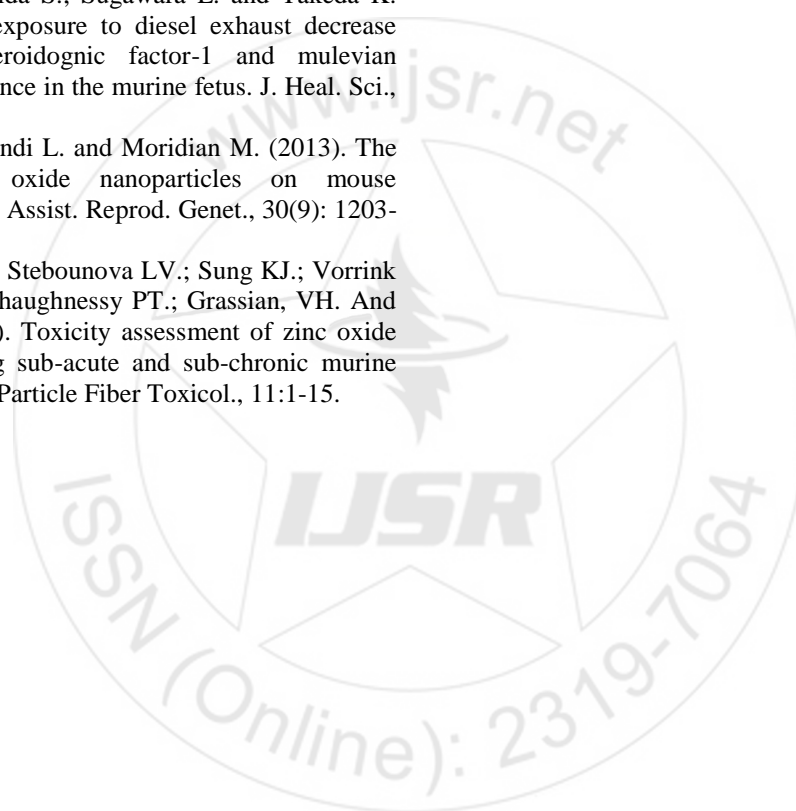 ida S., Sugawara E. and Takeda K.
exposure to diesel exhaust decrease
eroidognic factor-1 and mulevian
nce in the murine fetus. J. Heal. Sci.,
ndi L. and Moridian M. (2013). The
oxide nanoparticles on mouse
Assist. Reprod. Genet., 30(9): 1203-
Stebounova LV.; Sung KJ.; Vorrink
haughnessy PT.; Grassian, VH. And
). Toxicity assessment of zinc oxide
g sub-acute and sub-chronic murine
Particle Fiber Toxicol., 11:1-15.
www.ijsr.net
IJSR
ISSN (Online): 2319-7064